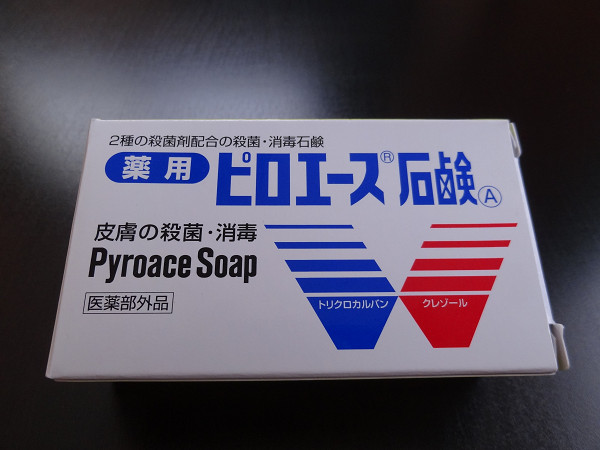 2種の殺菌剤配合の殺菌・消毒石鹸
薬用 ピロエース®石鹸Ⓐ
皮膚の殺菌・消毒
Pyroace Soap
医薬部外品
トリクロカルバン クレゾール